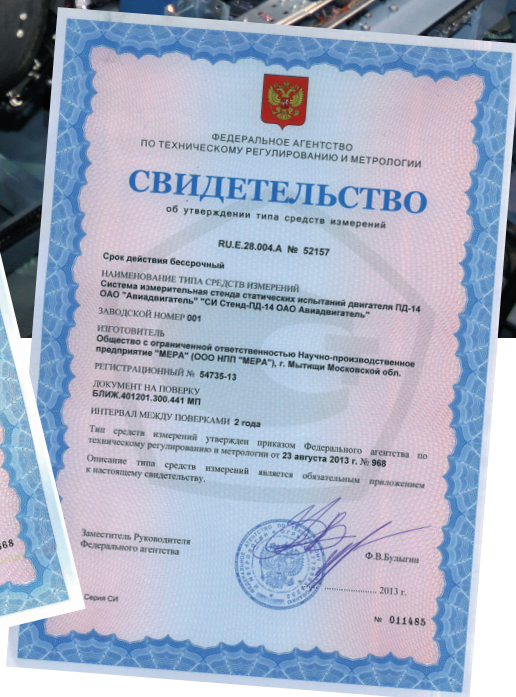 ФЕДЕРАЛЬНОЕ АГЕНТСТВО
ПО ТЕХНИЧЕСКОМУ РЕГУЛИРОВАНИЮ И МЕТРОЛОГИИ
СВИДЕТЕЛЬСТВО
об утверждении типа средств измерений
RU.E.28.004.A № 52157
Срок действия бессрочный
НАИМЕНОВАНИЕ ТИПА СРЕДСТВ ИЗМЕРЕНИЙ
Система измерительная стенда статических испытаний двигателя ПД-14
ОАО "Авиадвигатель" "СИ Стенд-ПД-14 ОАО Авиадвигатель"
ЗАВОДСКОЙ НОМЕР 001
ИЗГОТОВИТЕЛЬ
Общество с ограниченной ответственностью Научно-производственное
предприятие "МЕРА" (ООО НПП "МЕРА"), г. Мытищи Московской обл.
РЕГИСТРАЦИОННЫЙ № 54735-13
ДОКУМЕНТ НА ПОВЕРКУ
БЛИЖ.401201.300.441 МП
ИНТЕРВАЛ МЕЖДУ ПОВЕРКАМИ 2 года
Тип средств измерений утвержден приказом Федерального агентства по
техническому регулированию и метрологии от 23 августа 2013 г. № 968
Описание типа средств измерений является обязательным приложением
к настоящему свидетельству.
Заместитель Руководителя
Федерального агентства
Ф.В.Булыгин
........................ 2013 г.
Серия СИ
№ 011485
968